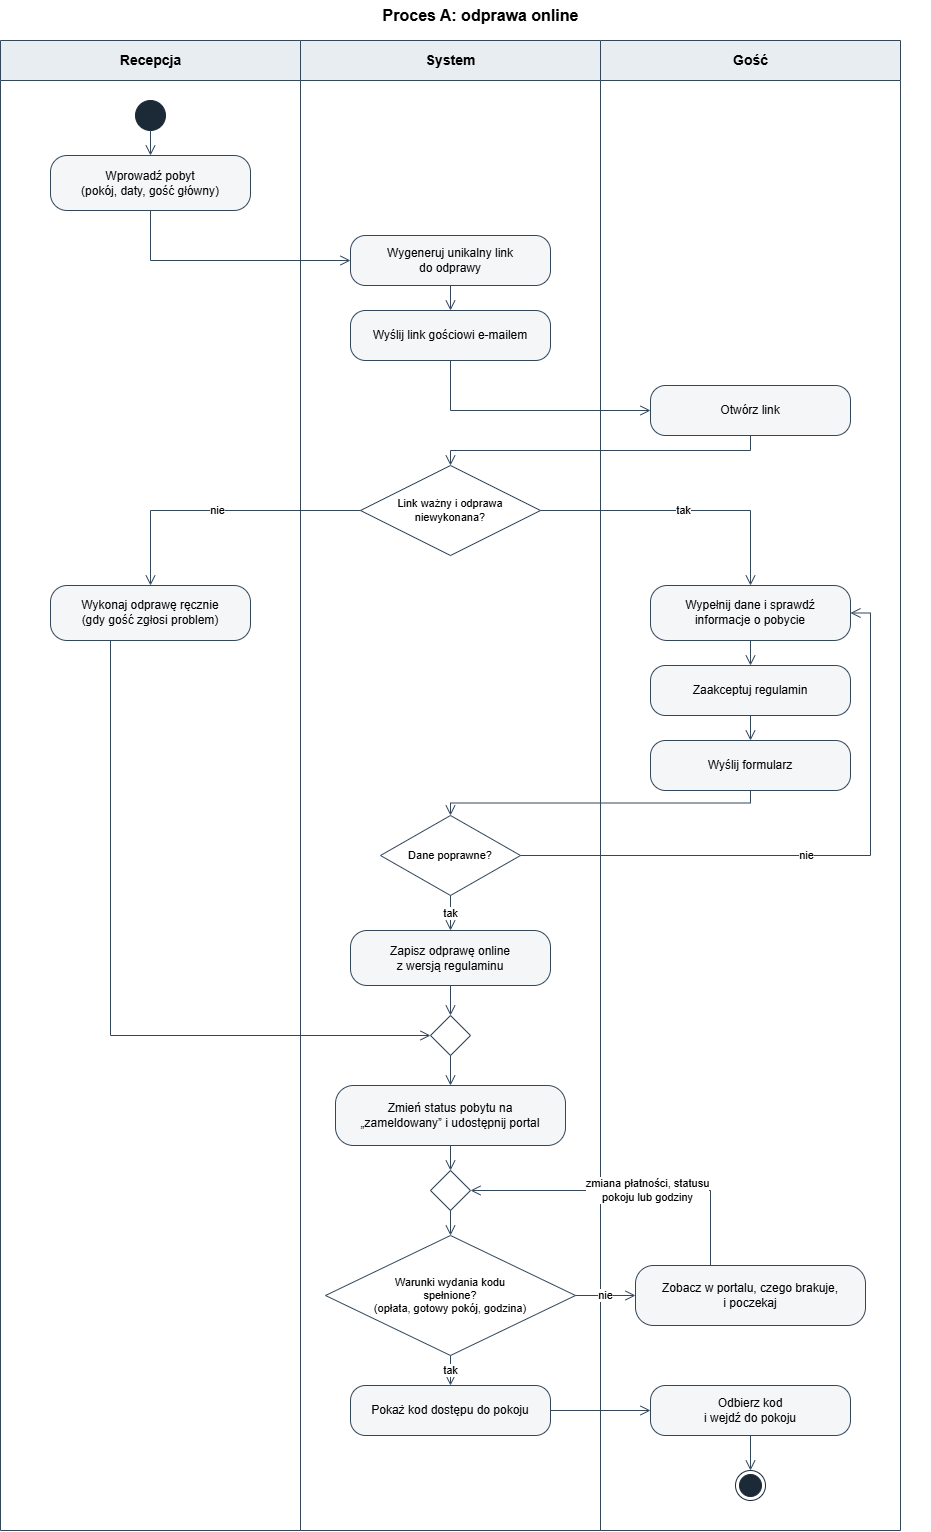 Proces A: odprawa online
Recepcja
System
Gość
Wprowadź pobyt
(pokój, daty, gość główny)
Wygeneruj unikalny link
do odprawy
Wyślij link gościowi e-mailem
Otwórz link
Link ważny i odprawa
niewykonana?
nie
tak
Wykonaj odprawę ręcznie
(gdy gość zgłosi problem)
Wypełnij dane i sprawdź
informacje o pobycie
Zaakceptuj regulamin
Wyślij formularz
Dane poprawne?
nie
tak
Zapisz odprawę online
z wersją regulaminu
Zmień status pobytu na
„zameldowany” i udostępnij portal
zmiana płatności, statusu
pokoju lub godziny
Warunki wydania kodu
spełnione?
(opłata, gotowy pokój, godzina)
nie
Zobacz w portalu, czego brakuje,
i poczekaj
tak
Pokaż kod dostępu do pokoju
Odbierz kod
i wejdź do pokoju